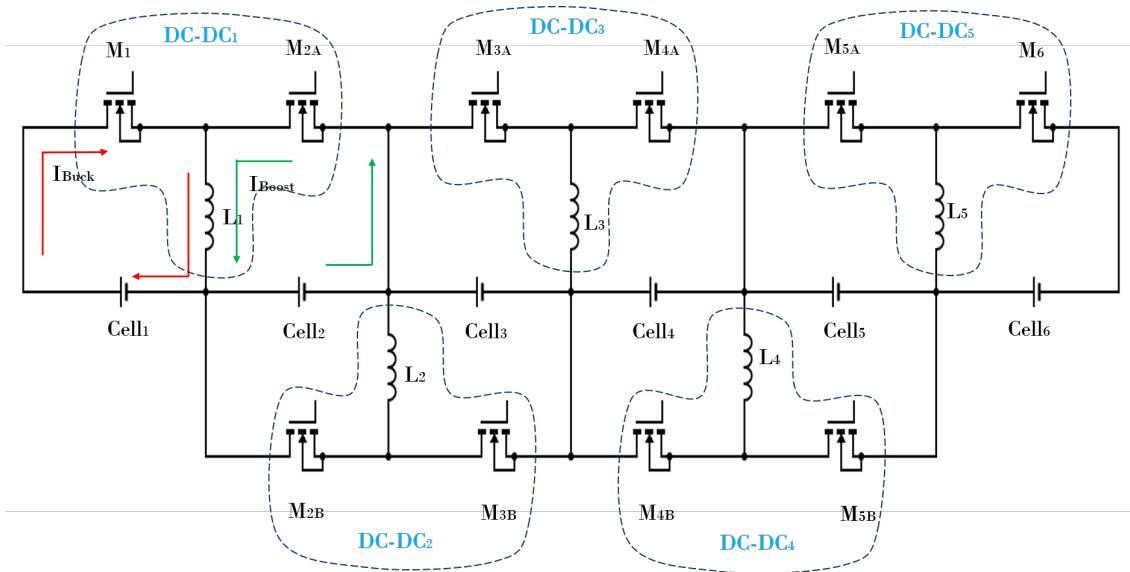 DC-DC1
DC-DC3
DC-DC5
M1
M2A
M3A
M4A
M5A
M6
IBuck
IBoost
L1
L3
L5
Cell1
Cell2
Cell3
Cell4
Cell5
Cell6
L2
L4
M2B
M3B
M4B
M5B
DC-DC2
DC-DC4